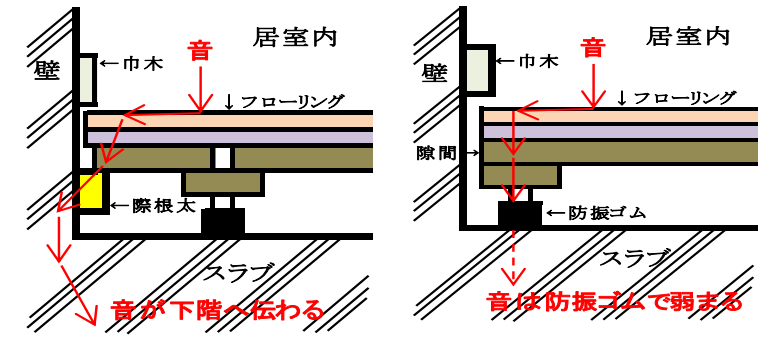 居室内
音
壁
←巾木
↓フローリング
←際根太
スラブ
音が下階へ伝わる
居室内
音
壁
←巾木
↓フローリング
隙間→
←防振ゴム
スラブ
音は防振ゴムで弱まる